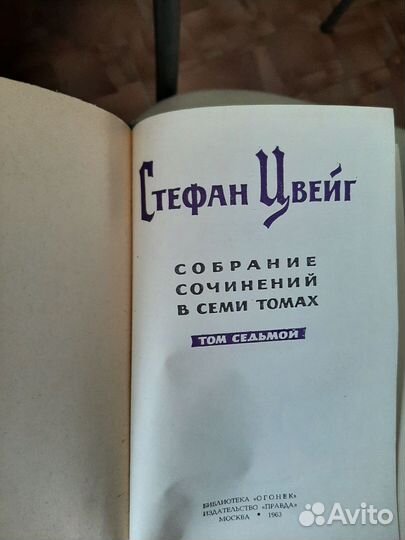 Стефан Цвейг
СОБРАНИЕ
СОЧИНЕНИЙ
В СЕМИ ТОМАХ
ТОМ СЕДЬМОЙ
БИБЛИОТЕКА «ОГОНЕК»
ИЗДАТЕЛЬСТВО «ПРАВДА»
МОСКВА • 1963
Avito